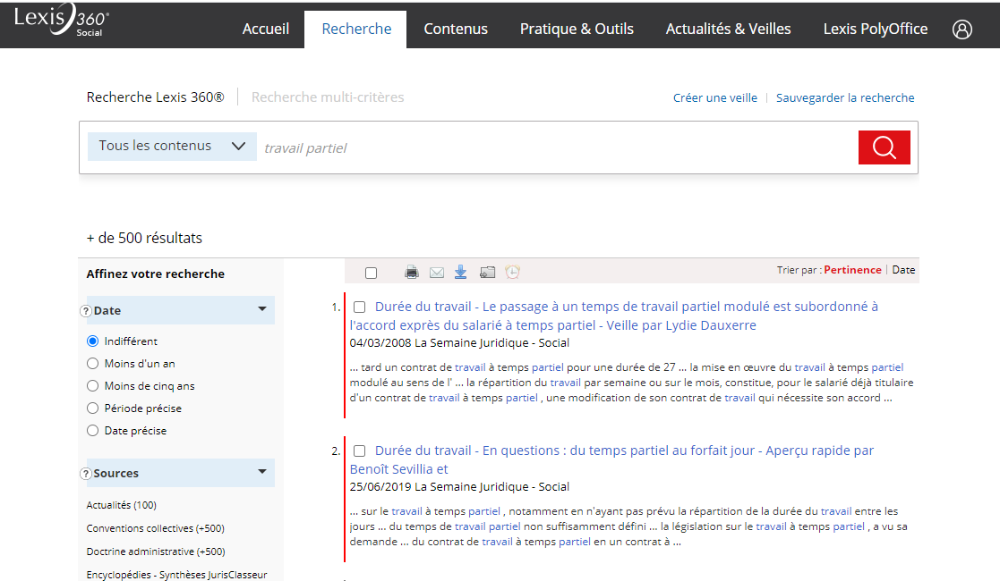 Lexis 360®
Social
Accueil Recherche Contenus Pratique & Outils Actualités & Veilles Lexis PolyOffice
Recherche Lexis 360® Recherche multi-critères Créer une veille | Sauvegarder la recherche
Tous les contenus travail partiel
+ de 500 résultats
Affinez votre recherche
Trier par : Pertinence | Date
? Date
Indifférent
Moins d'un an
Moins de cinq ans
Période précise
Date précise
? Sources
Actualités (100)
Conventions collectives (+500)
Doctrine administrative (+500)
Encyclopédies - Synthèses JurisClasseur
1. Durée du travail - Le passage à un temps de travail partiel modulé est subordonné à
l'accord exprès du salarié à temps partiel - Veille par Lydie Dauxerre
04/03/2008 La Semaine Juridique - Social
... tard un contrat de travail à temps partiel pour une durée de 27 ... la mise en œuvre du travail à temps partiel
modulé au sens de l' ... la répartition du travail par semaine ou sur le mois, constitue, pour le salarié déjà titulaire
d'un contrat de travail à temps partiel , une modification de son contrat de travail qui nécessite son accord ...
2. Durée du travail - En questions : du temps partiel au forfait jour - Aperçu rapide par
Benoît Sevillia et
25/06/2019 La Semaine Juridique - Social
... sur le travail à temps partiel , notamment en n'ayant pas prévu la répartition de la durée du travail entre les
jours ... du temps de travail partiel non suffisamment défini ... la législation sur le travail à temps partiel , a vu sa
demande ... du contrat de travail à temps partiel en un contrat à ...